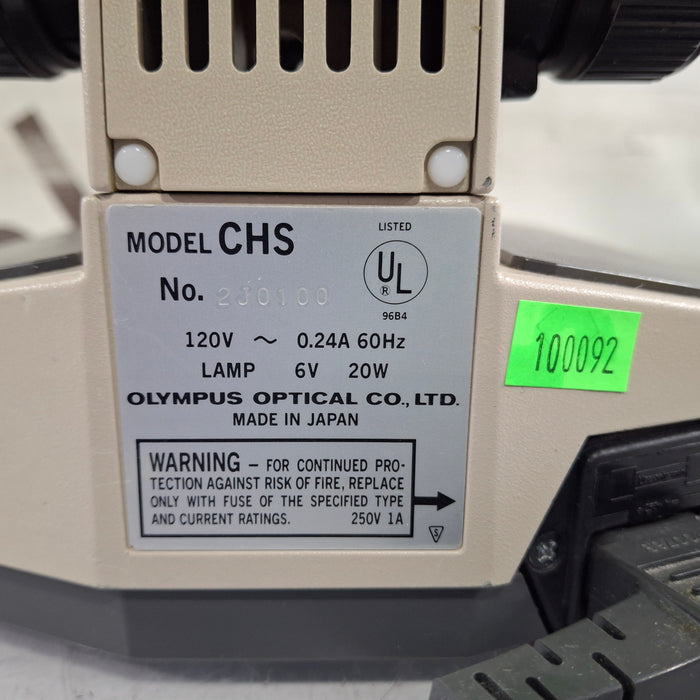 MODEL CHS
LISTED
UL
®
No. 2J0100
96B4
120V ~ 0.24A 60Hz
LAMP 6V 20W
OLYMPUS OPTICAL CO., LTD.
MADE IN JAPAN
100092
WARNING – FOR CONTINUED PRO-
TECTION AGAINST RISK OF FIRE, REPLACE
ONLY WITH FUSE OF THE SPECIFIED TYPE
AND CURRENT RATINGS. 250V 1A
S